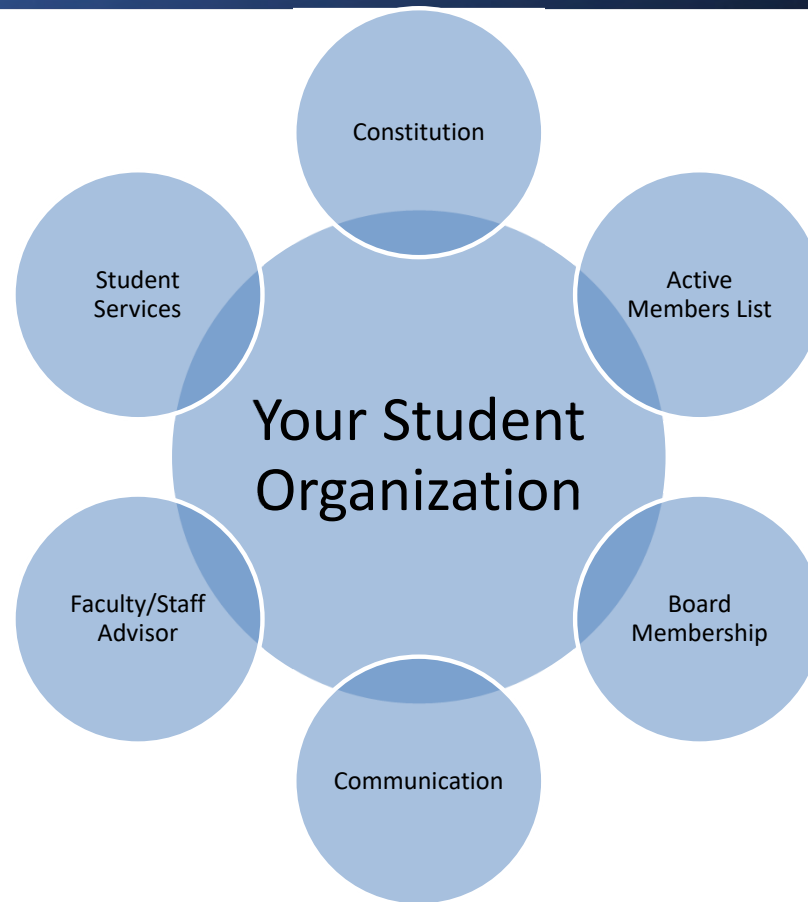 Constitution
Student
Services
Active
Members List
Your Student
Organization
Faculty/Staff
Advisor
Board
Membership
Communication